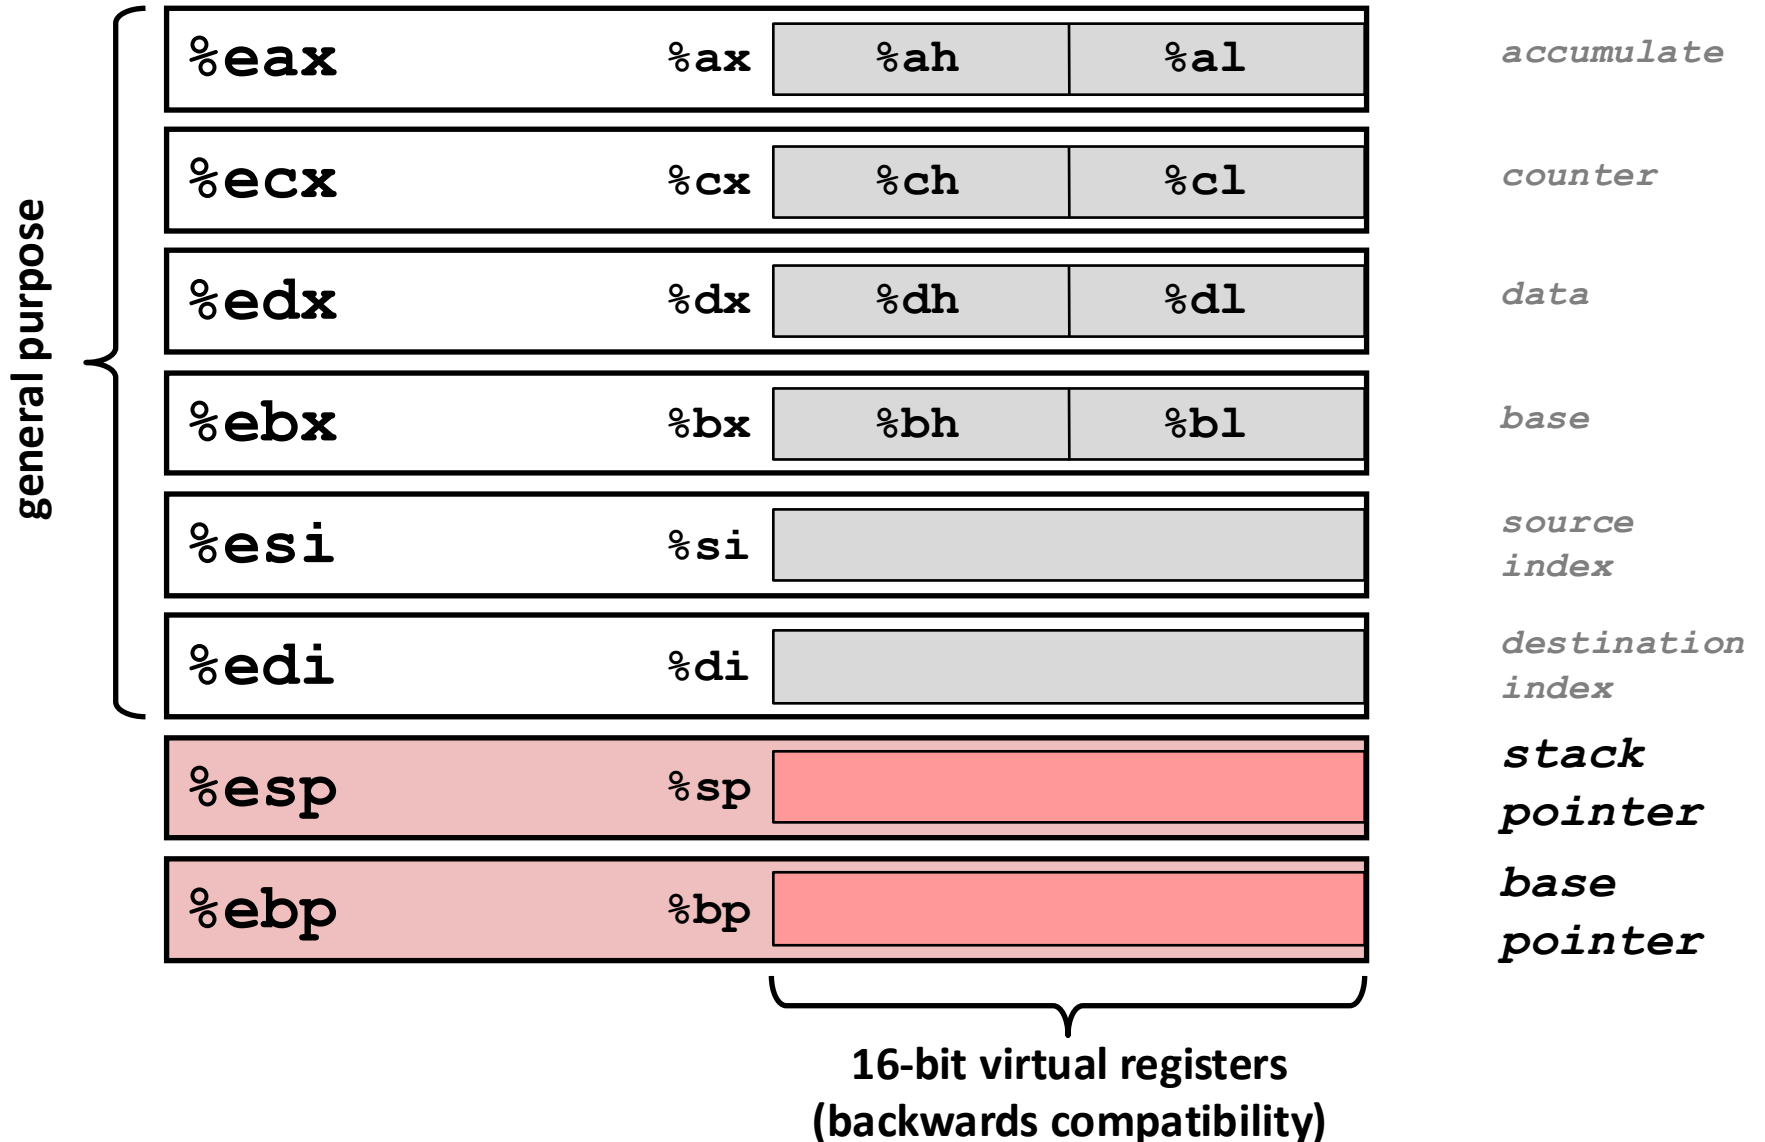 general purpose
%eax %ax %ah %al accumulate
%ecx %cx %ch %cl counter
%edx %dx %dh %dl data
%ebx %bx %bh %bl base
%esi %si source
index
%edi %di destination
index
%esp %sp stack
pointer
%ebp %bp base
pointer
16-bit virtual registers
(backwards compatibility)